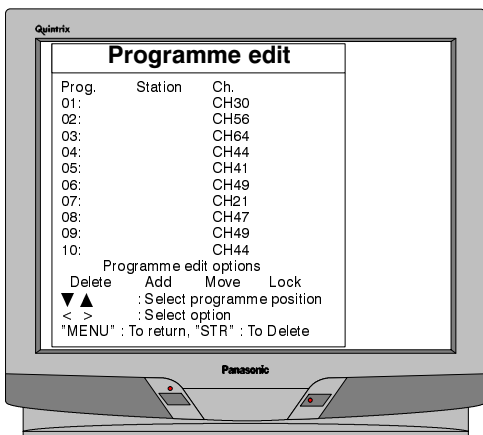 Quintrix
Programme edit
Prog. Station Ch.
01: CH30
02: CH56
03: CH64
04: CH44
05: CH41
06: CH49
07: CH21
08: CH47
09: CH49
10: CH44
Programme edit options
Delete Add Move Lock
▼▲ : Select programme position
< > : Select option
"MENU" : To return, "STR" : To Delete
Panasonic